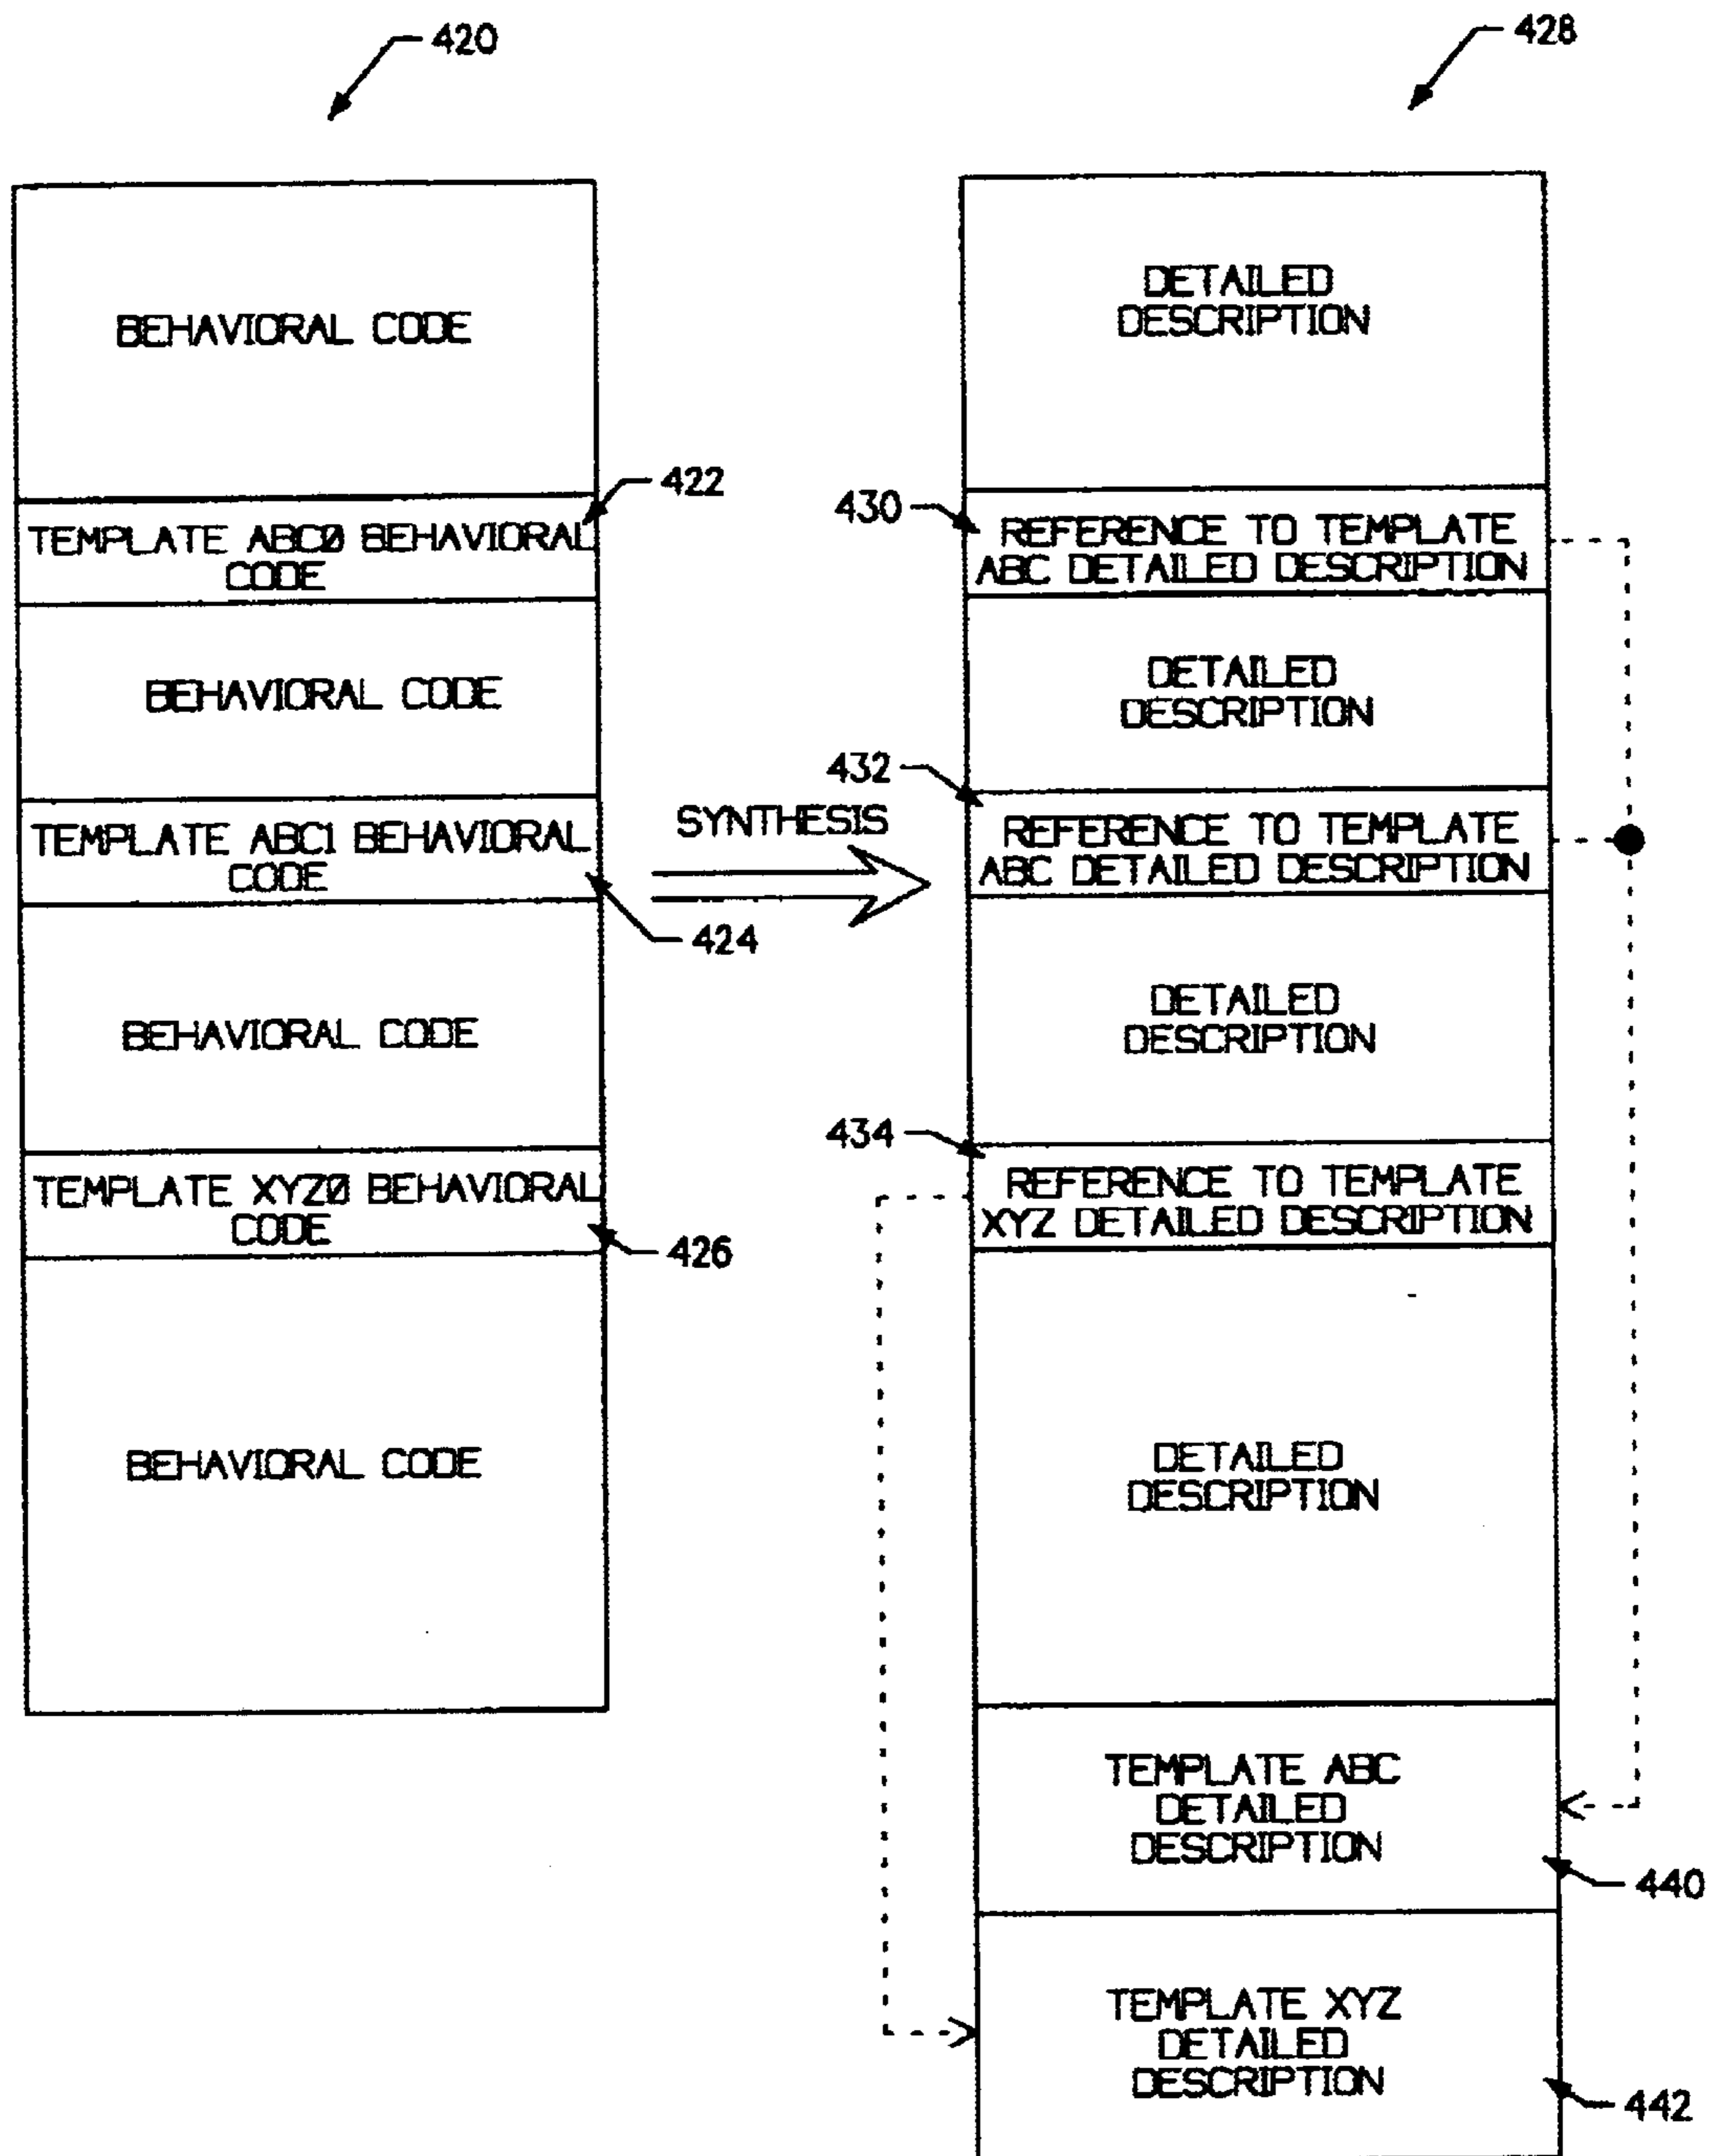 420
428
BEHAVIORAL CODE
422
TEMPLATE ABC0 BEHAVIORAL
CODE
BEHAVIORAL CODE
TEMPLATE ABC1 BEHAVIORAL
CODE
424
BEHAVIORAL CODE
TEMPLATE XYZ0 BEHAVIORAL
CODE
426
BEHAVIORAL CODE
SYNTHESIS
DETAILED
DESCRIPTION
430
REFERENCE TO TEMPLATE
ABC DETAILED DESCRIPTION
DETAILED
DESCRIPTION
432
REFERENCE TO TEMPLATE
ABC DETAILED DESCRIPTION
DETAILED
DESCRIPTION
434
REFERENCE TO TEMPLATE
XYZ DETAILED DESCRIPTION
DETAILED
DESCRIPTION
TEMPLATE ABC
DETAILED
DESCRIPTION
440
TEMPLATE XYZ
DETAILED
DESCRIPTION
442